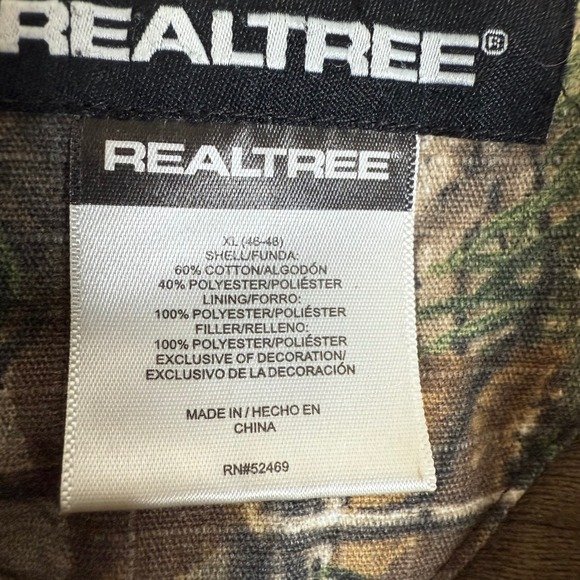 REALTREE®
REALTREE
XL (46-48)
SHELL/FUNDA:
60% COTTON/ALGODÓN
40% POLYESTER/POLIÉSTER
LINING/FORRO:
100% POLYESTER/POLIÉSTER
FILLER/RELLENO:
100% POLYESTER/POLIÉSTER
EXCLUSIVE OF DECORATION/
EXCLUSIVO DE LA DECORACIÓN
MADE IN / HECHO EN
CHINA
RN#52469